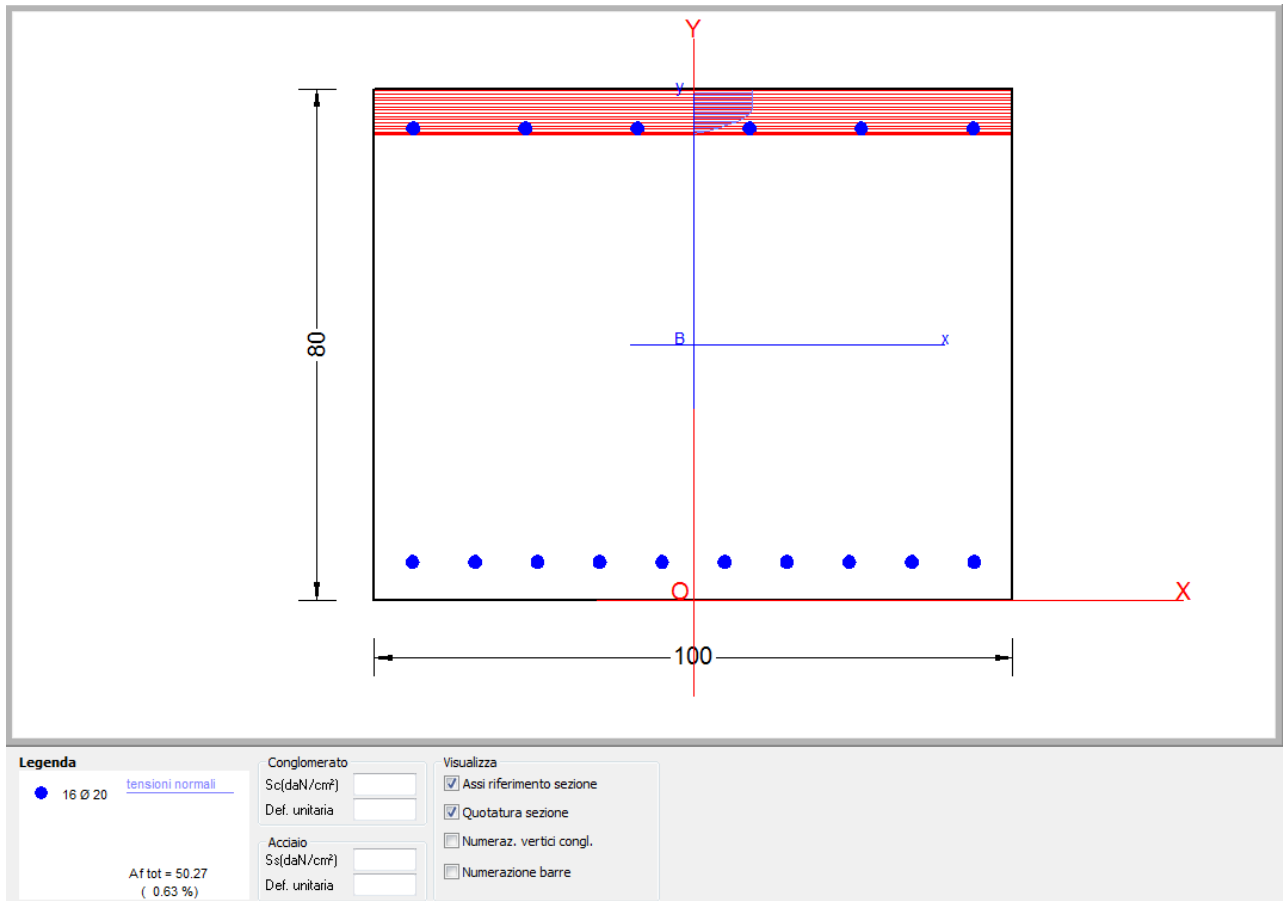 Y
y
80
B
x
O
X
100
Legenda
16 Ø 20
tensioni normali
Af tot = 50.27
( 0.63 %)
Conglomerato
Sc(daN/cm²)
Def. unitaria
Acciaio
Ss(daN/cm²)
Def. unitaria
Visualizza
Assi riferimento sezione
Quotatura sezione
Numeraz. vertici congl.
Numerazione barre